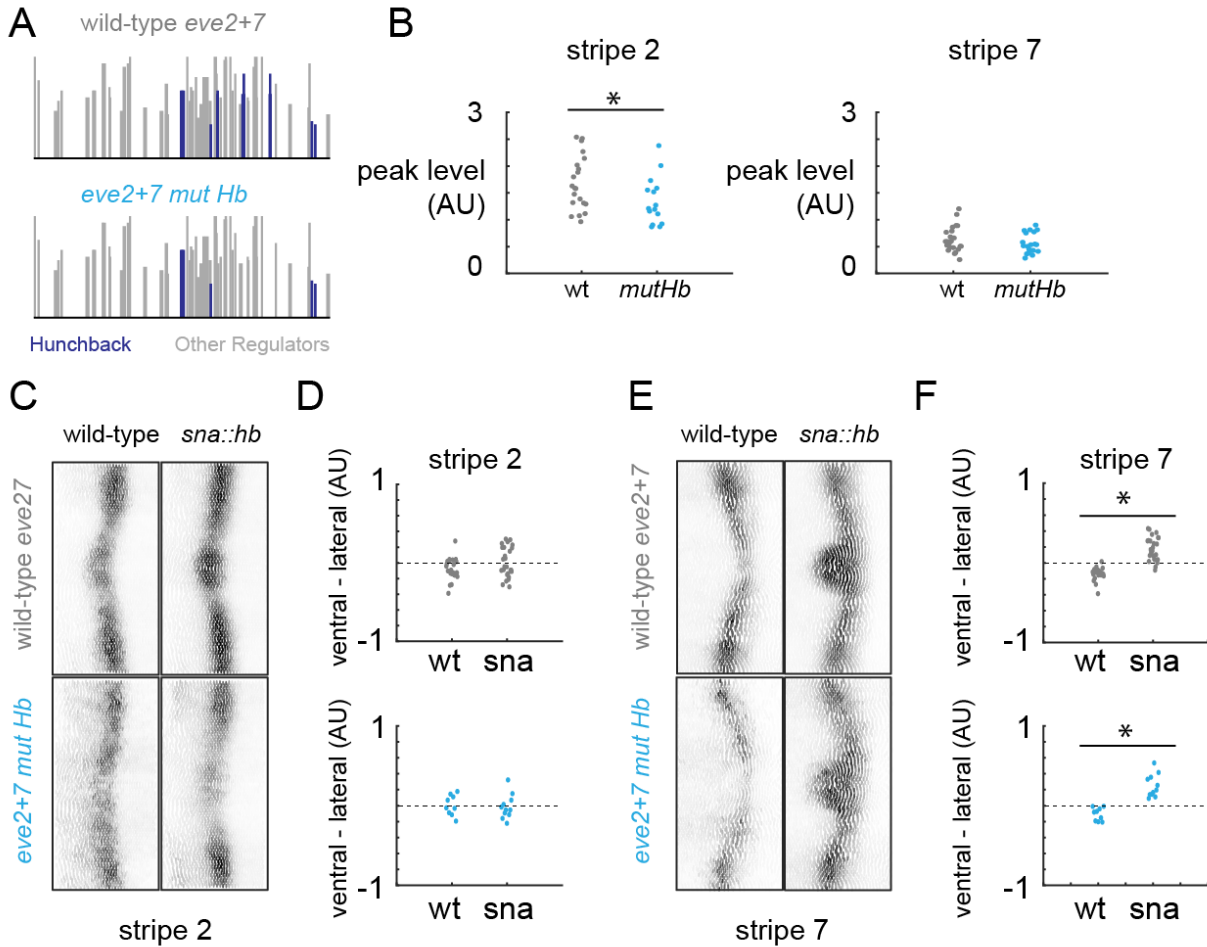 A
wild-type eve2+7
eve2+7 mut Hb
Hunchback
Other Regulators
B
stripe 2
3
peak level
(AU)
0
*
wt
mutHb
stripe 7
3
peak level
(AU)
0
wt
mutHb
C
wild-type
sna::hb
wild-type eve27
eve2+7 mut Hb
stripe 2
D
stripe 2
ventral - lateral (AU)
1
-1
wt
sna
ventral - lateral (AU)
1
-1
wt
sna
E
wild-type
sna::hb
wild-type eve2+7
eve2+7 mut Hb
stripe 7
F
stripe 7
ventral - lateral (AU)
1
*
-1
wt
sna
ventral - lateral (AU)
1
*
-1
wt
sna